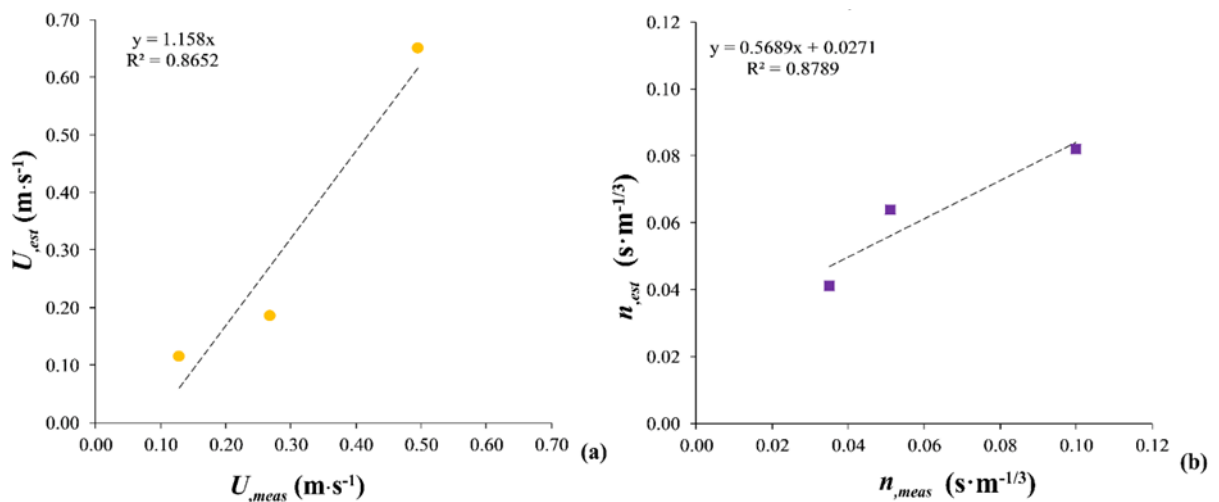 y = 1.158x
R² = 0.8652
0.70
0.60
0.50
0.40
0.30
0.20
0.10
0.00
U,est (m·s⁻¹)
0.00 0.10 0.20 0.30 0.40 0.50 0.60 0.70
U,meas (m·s⁻¹)
(a)
y = 0.5689x + 0.0271
R² = 0.8789
0.12
0.10
0.08
0.06
0.04
0.02
0.00
n,est (s·m⁻¹/³)
0.00 0.02 0.04 0.06 0.08 0.10 0.12
n,meas (s·m⁻¹/³)
(b)